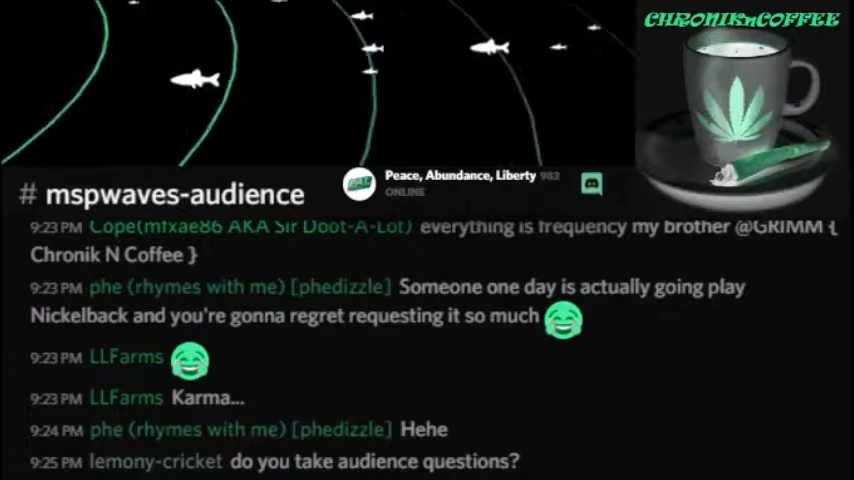 CHRONIKnCOFFEE
Peace, Abundance, Liberty 983
ONLINE
# mspwaves-audience
9:23 PM Cope(mfxae86 AKA Sir Doot-A-Lot) everything is frequency my brother @GRIMM {
Chronik N Coffee }
9:23 PM phe (rhymes with me) [phedizzle] Someone one day is actually going play
Nickelback and you're gonna regret requesting it so much 😂
9:23 PM LLFarms 😂
9:23 PM LLFarms Karma...
9:24 PM phe (rhymes with me) [phedizzle] Hehe
9:25 PM lemony-cricket do you take audience questions?